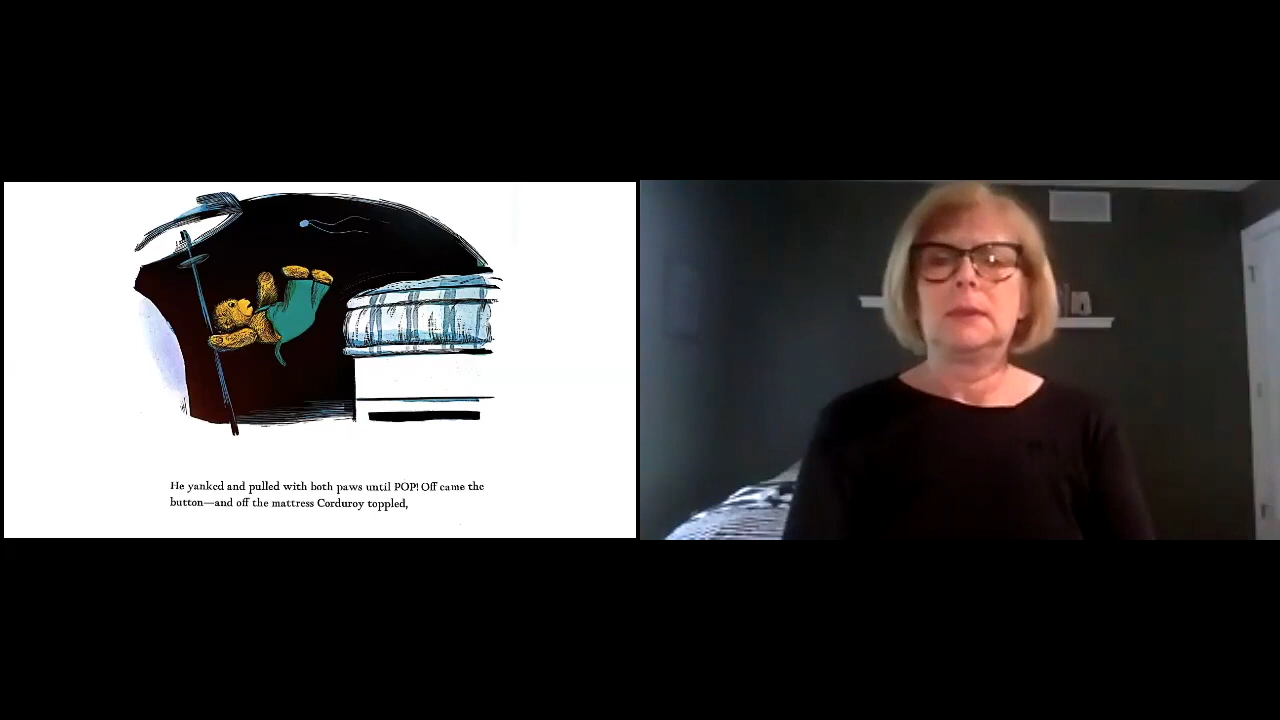 He yanked and pulled with both paws until POP! Off came the
button—and off the mattress Corduroy toppled,